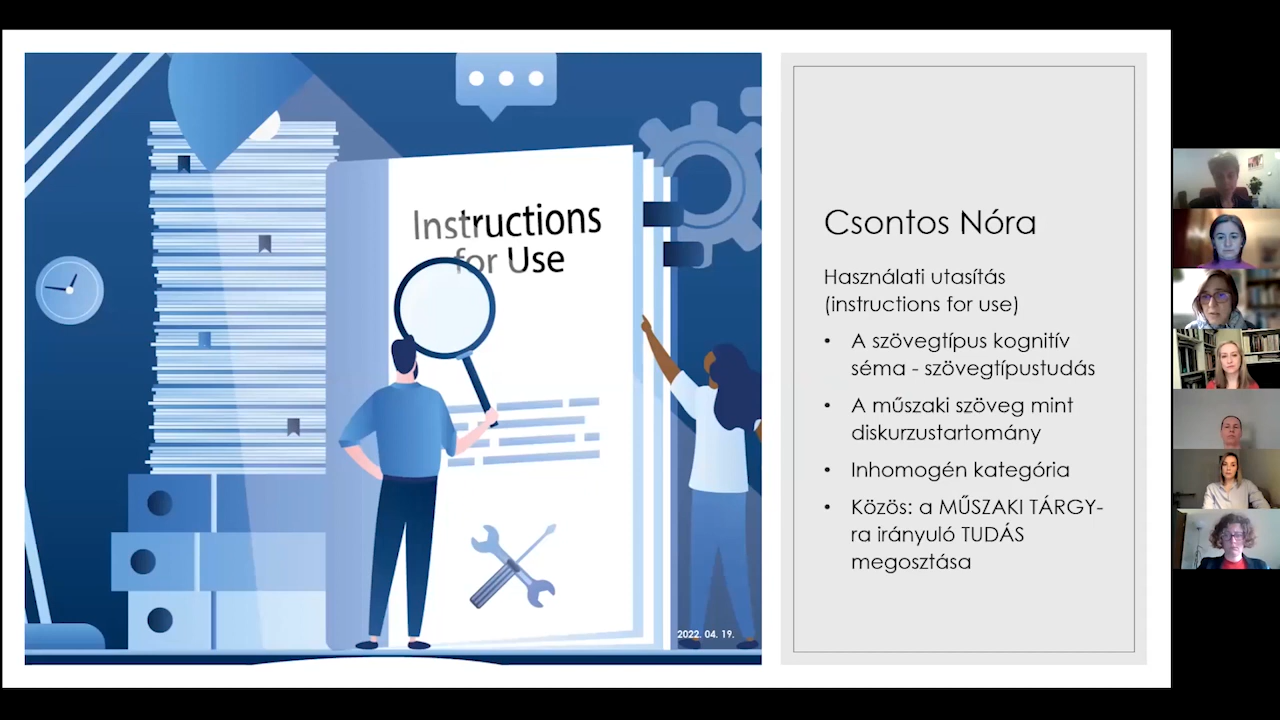 Instructions
for Use
2022. 04. 19.
Csontos Nóra
Használati utasítás
(instructions for use)
• A szövegtípus kognitív
séma - szövegtípustudás
• A műszaki szöveg mint
diskurzustartomány
• Inhomogén kategória
• Közös: a MŰSZAKI TÁRGY-
ra irányuló TUDÁS
megosztása